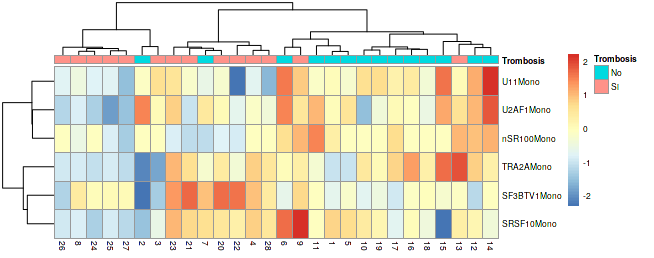 Trombosis
U11Mono
U2AF1Mono
nSR100Mono
TRA2AMono
SF3BTV1Mono
SRSF10Mono
26 8 24 25 27 2 3 23 21 7 20 22 4 28 6 9 11 1 5 10 19 17 16 18 15 13 12 14
2
1
0
-1
-2
Trombosis
No
SI